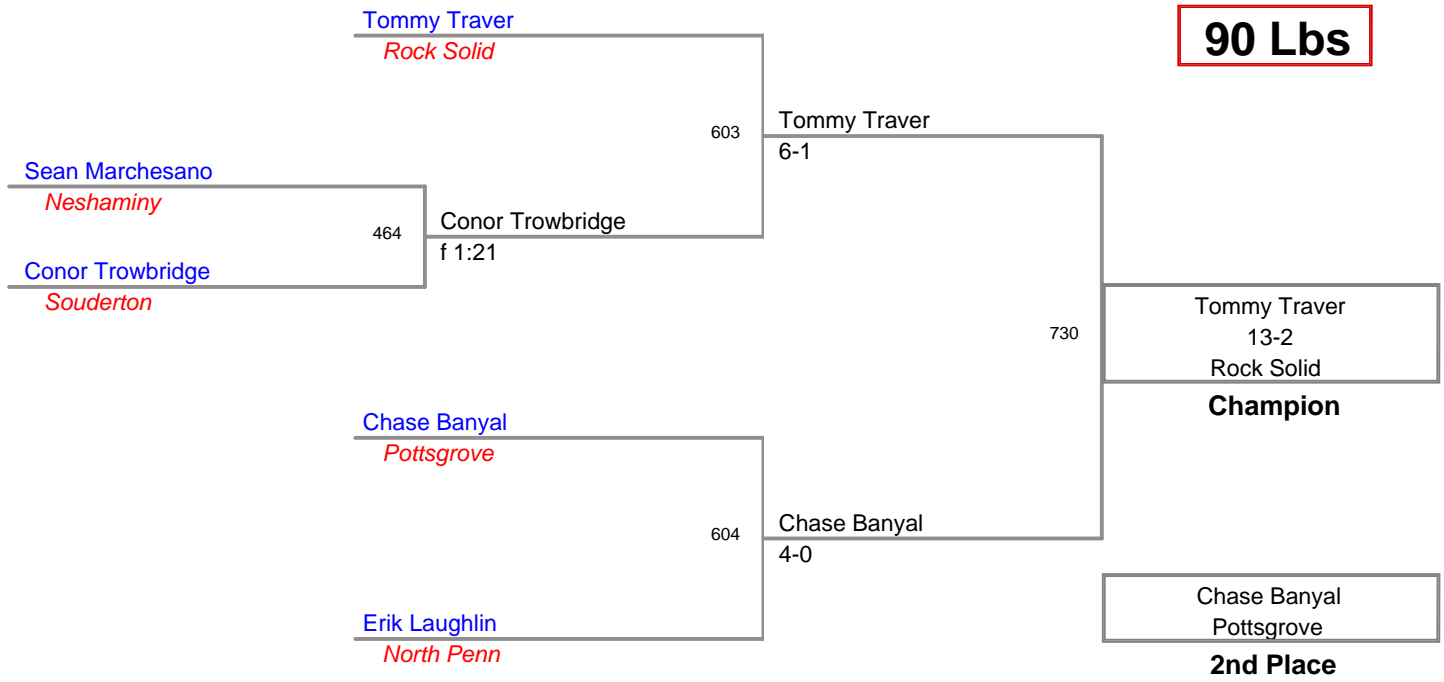 Tommy Traver
Rock Solid
90 Lbs
603
Tommy Traver
6-1
Sean Marchesano
Neshaminy
464
Conor Trowbridge
f 1:21
Conor Trowbridge
Souderton
730
Tommy Traver
13-2
Rock Solid
Champion
Chase Banyal
Pottsgrove
604
Chase Banyal
4-0
Erik Laughlin
North Penn
Chase Banyal
Pottsgrove
2nd Place